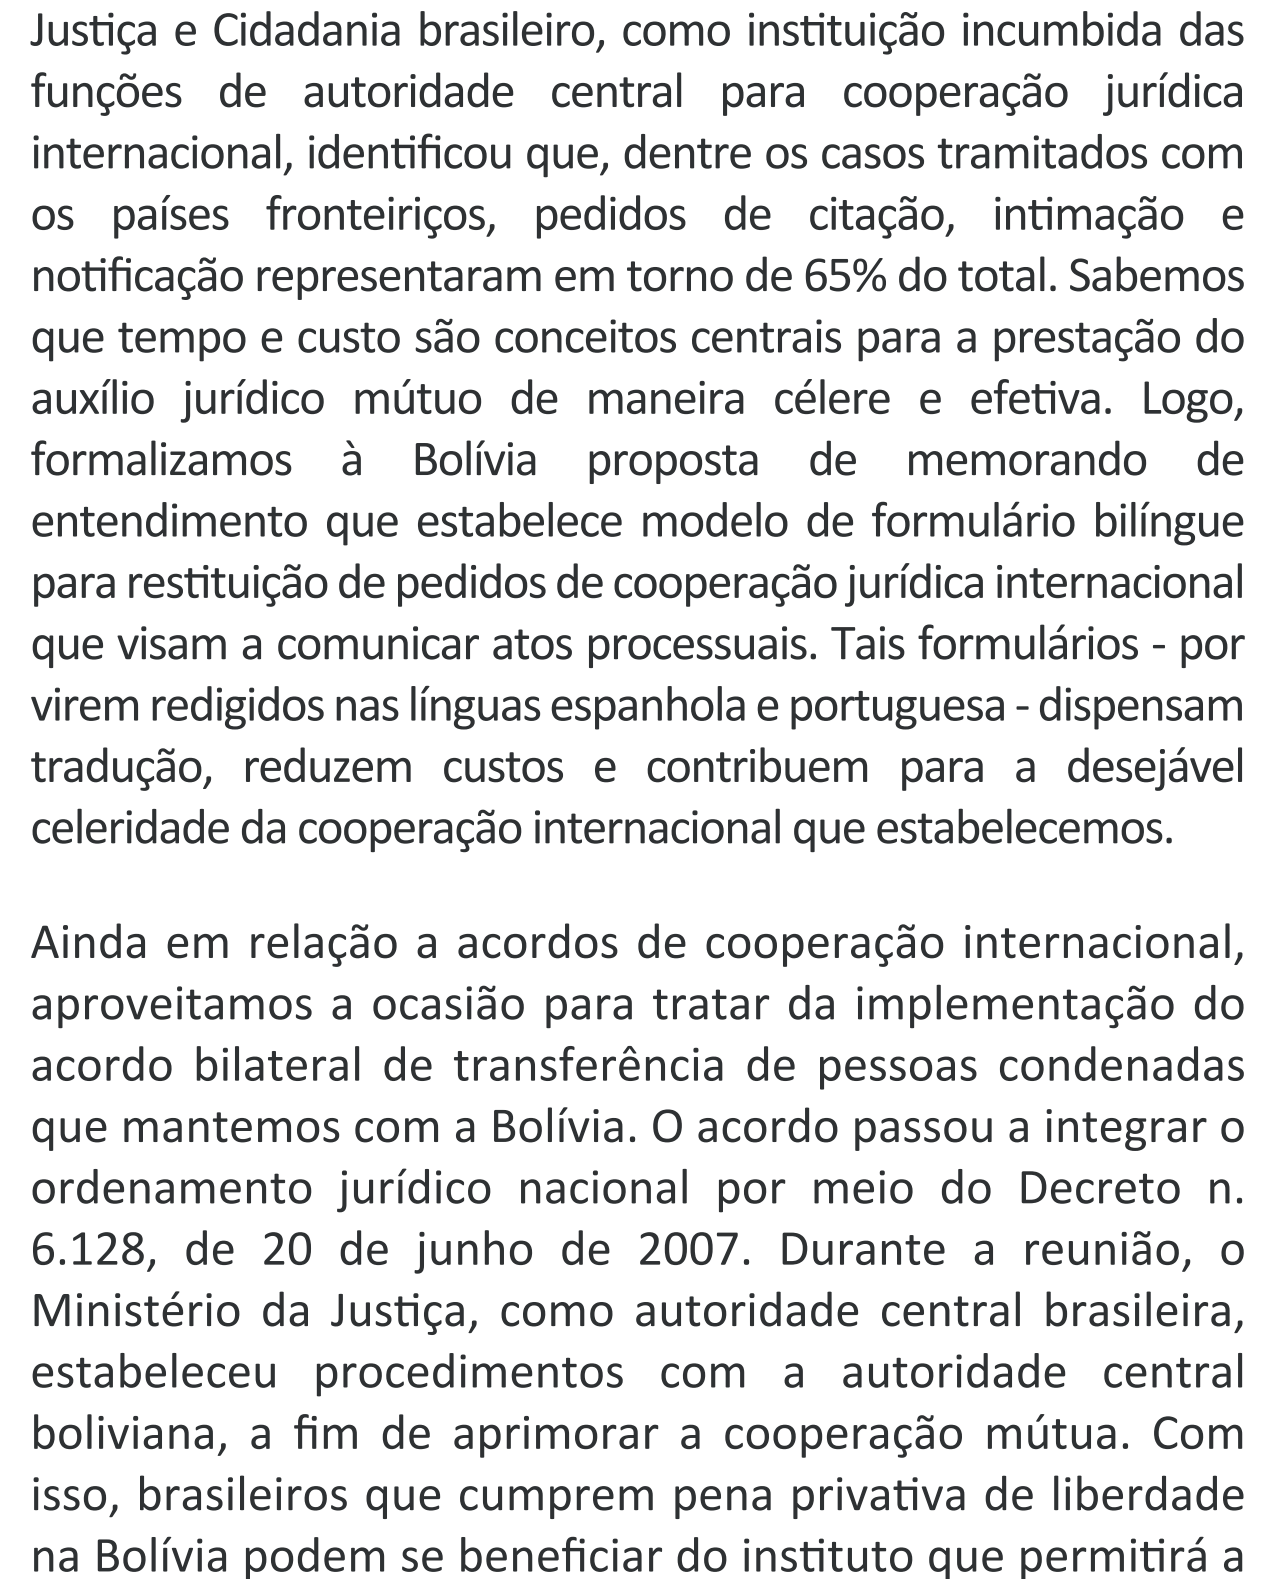 Justiça e Cidadania brasileiro, como instituição incumbida das
funções de autoridade central para cooperação jurídica
internacional, identificou que, dentre os casos tramitados com
os países fronteiriços, pedidos de citação, intimação e
notificação representaram em torno de 65% do total. Sabemos
que tempo e custo são conceitos centrais para a prestação do
auxílio jurídico mútuo de maneira célere e efetiva. Logo,
formalizamos à Bolívia proposta de memorando de
entendimento que estabelece modelo de formulário bilíngue
para restituição de pedidos de cooperação jurídica internacional
que visam a comunicar atos processuais. Tais formulários - por
virem redigidos nas línguas espanhola e portuguesa - dispensam
tradução, reduzem custos e contribuem para a desejável
celeridade da cooperação internacional que estabelecemos.

Ainda em relação a acordos de cooperação internacional,
aproveitamos a ocasião para tratar da implementação do
acordo bilateral de transferência de pessoas condenadas
que mantemos com a Bolívia. O acordo passou a integrar o
ordenamento jurídico nacional por meio do Decreto n.
6.128, de 20 de junho de 2007. Durante a reunião, o
Ministério da Justiça, como autoridade central brasileira,
estabeleceu procedimentos com a autoridade central
boliviana, a fim de aprimorar a cooperação mútua. Com
isso, brasileiros que cumprem pena privativa de liberdade
na Bolívia podem se beneficiar do instituto que permitirá a